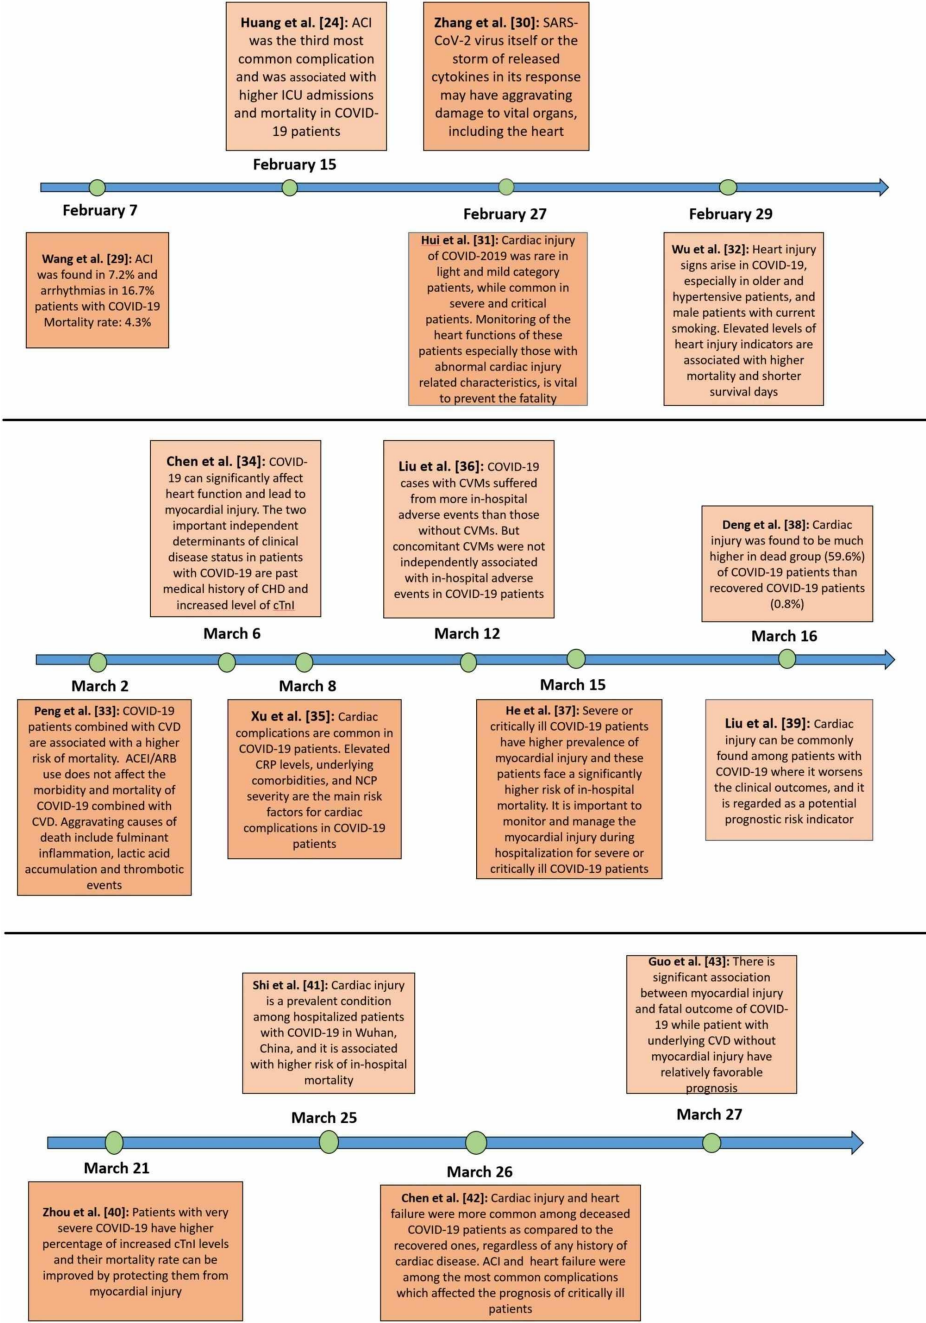 Huang et al. [24]: ACI
was the third most
common complication
and was associated with
higher ICU admissions
and mortality in COVID-
19 patients
Zhang et al. [30]: SARS-
CoV-2 virus itself or the
storm of released
cytokines in its response
may have aggravating
damage to vital organs,
including the heart
February 15
February 7
February 27
February 29
Wang et al. [29]: ACI
was found in 7.2% and
arrhythmias in 16.7%
patients with COVID-19
Mortality rate: 4.3%
Hui et al. [31]: Cardiac injury
of COVID-2019 was rare in
light and mild category
patients, while common in
severe and critical
patients. Monitoring of the
heart functions of these
patients especially those with
abnormal cardiac injury
related characteristics, is vital
to prevent the fatality
Wu et al. [32]: Heart injury
signs arise in COVID-19,
especially in older and
hypertensive patients, and
male patients with current
smoking. Elevated levels of
heart injury indicators are
associated with higher
mortality and shorter
survival days
Chen et al. [34]: COVID-
19 can significantly affect
heart function and lead to
myocardial injury. The two
important independent
determinants of clinical
disease status in patients
with COVID-19 are past
medical history of CHD and
increased level of cTnI
Liu et al. [36]: COVID-19
cases with CVMs suffered
from more in-hospital
adverse events than those
without CVMs. But
concomitant CVMs were not
independently associated
with in-hospital adverse
events in COVID-19 patients
Deng et al. [38]: Cardiac
injury was found to be much
higher in dead group (59.6%)
of COVID-19 patients than
recovered COVID-19 patients
(0.8%)
March 6
March 12
March 16
March 2
March 8
March 15
Peng et al. [33]: COVID-19
patients combined with CVD
are associated with a higher
risk of mortality. ACEI/ARB
use does not affect the
morbidity and mortality of
COVID-19 combined with
CVD. Aggravating causes of
death include fulminant
inflammation, lactic acid
accumulation and thrombotic
events
Xu et al. [35]: Cardiac
complications are common in
COVID-19 patients. Elevated
CRP levels, underlying
comorbidities, and NCP
severity are the main risk
factors for cardiac
complications in COVID-19
patients
He et al. [37]: Severe or
critically ill COVID-19 patients
have higher prevalence of
myocardial injury and these
patients face a significantly
higher risk of in-hospital
mortality. It is important to
monitor and manage the
myocardial injury during
hospitalization for severe or
critically ill COVID-19 patients
Liu et al. [39]: Cardiac
injury can be commonly
found among patients with
COVID-19 where it worsens
the clinical outcomes, and it
is regarded as a potential
prognostic risk indicator
Shi et al. [41]: Cardiac injury
is a prevalent condition
among hospitalized patients
with COVID-19 in Wuhan,
China, and it is associated
with higher risk of in-hospital
mortality
Guo et al. [43]: There is
significant association
between myocardial injury
and fatal outcome of COVID-
19 while patient with
underlying CVD without
myocardial injury have
relatively favorable
prognosis
March 25
March 27
March 21
March 26
Zhou et al. [40]: Patients with very
severe COVID-19 have higher
percentage of increased cTnI levels
and their mortality rate can be
improved by protecting them from
myocardial injury
Chen et al. [42]: Cardiac injury and heart
failure were more common among deceased
COVID-19 patients as compared to the
recovered ones, regardless of any history of
cardiac disease. ACI and heart failure were
among the most common complications
which affected the prognosis of critically ill
patients